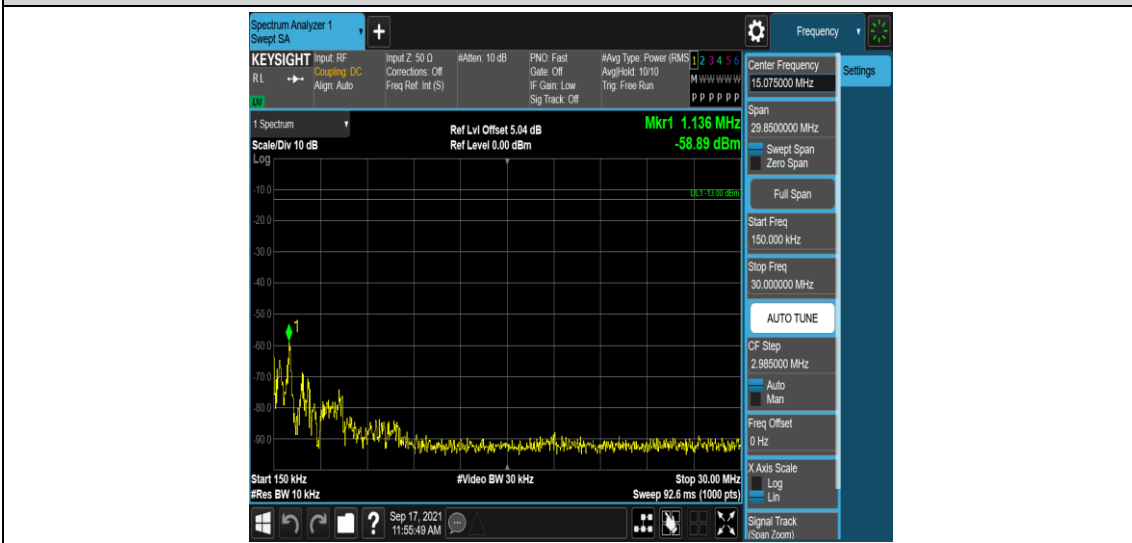 Spectrum Analyzer 1
Swept SA
+
Frequency
KEYSIGHT
RL
LXI
Input: RF
Coupling: DC
Align: Auto
Input Z: 50 Ω
Corrections: Off
Freq Ref: Int (S)
#Atten: 10 dB
PNO: Fast
Gate: Off
IF Gain: Low
Sig Track: Off
#Avg Type: Power (RMS
Avg|Hold: 10/10
Trig: Free Run
1 2 3 4 5 6
M W W W W W
P P P P P P
1 Spectrum
Scale/Div 10 dB
Log
Ref Lvl Offset 5.04 dB
Ref Level 0.00 dBm
Mkr1 1.136 MHz
-58.89 dBm
DL1 -13.00 dBm
-10.0
-20.0
-30.0
-40.0
-50.0
1
-60.0
-70.0
-80.0
-90.0
Start 150 kHz
#Res BW 10 kHz
#Video BW 30 kHz
Stop 30.00 MHz
Sweep 92.6 ms (1000 pts)
?
Sep 17, 2021
11:55:49 AM
Center Frequency
15.075000 MHz
Settings
Span
29.8500000 MHz
Swept Span
Zero Span
Full Span
Start Freq
150.000 kHz
Stop Freq
30.000000 MHz
AUTO TUNE
CF Step
2.985000 MHz
Auto
Man
Freq Offset
0 Hz
X Axis Scale
Log
Lin
Signal Track
(Span Zoom)